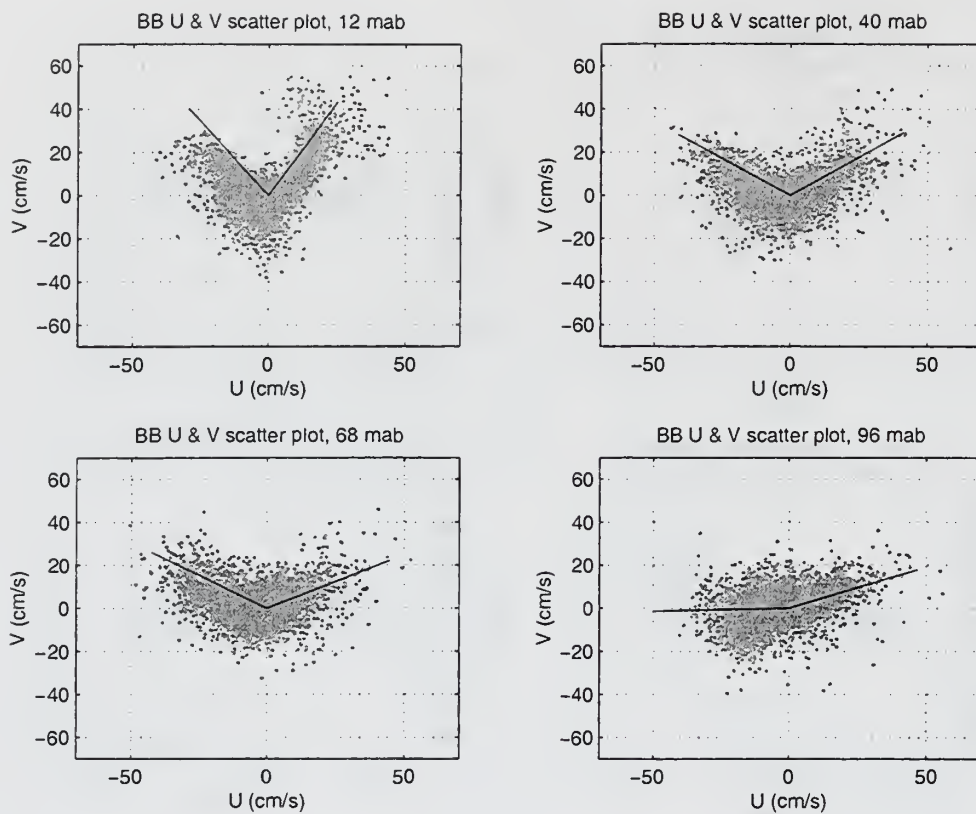 BB U & V scatter plot, 12 mab
60
40
20
0
−20
−40
−60
V (cm/s)
−50 0 50
U (cm/s)
BB U & V scatter plot, 40 mab
60
40
20
0
−20
−40
−60
V (cm/s)
−50 0 50
U (cm/s)
BB U & V scatter plot, 68 mab
60
40
20
0
−20
−40
−60
V (cm/s)
−50 0 50
U (cm/s)
BB U & V scatter plot, 96 mab
60
40
20
0
−20
−40
−60
V (cm/s)
−50 0 50
U (cm/s)